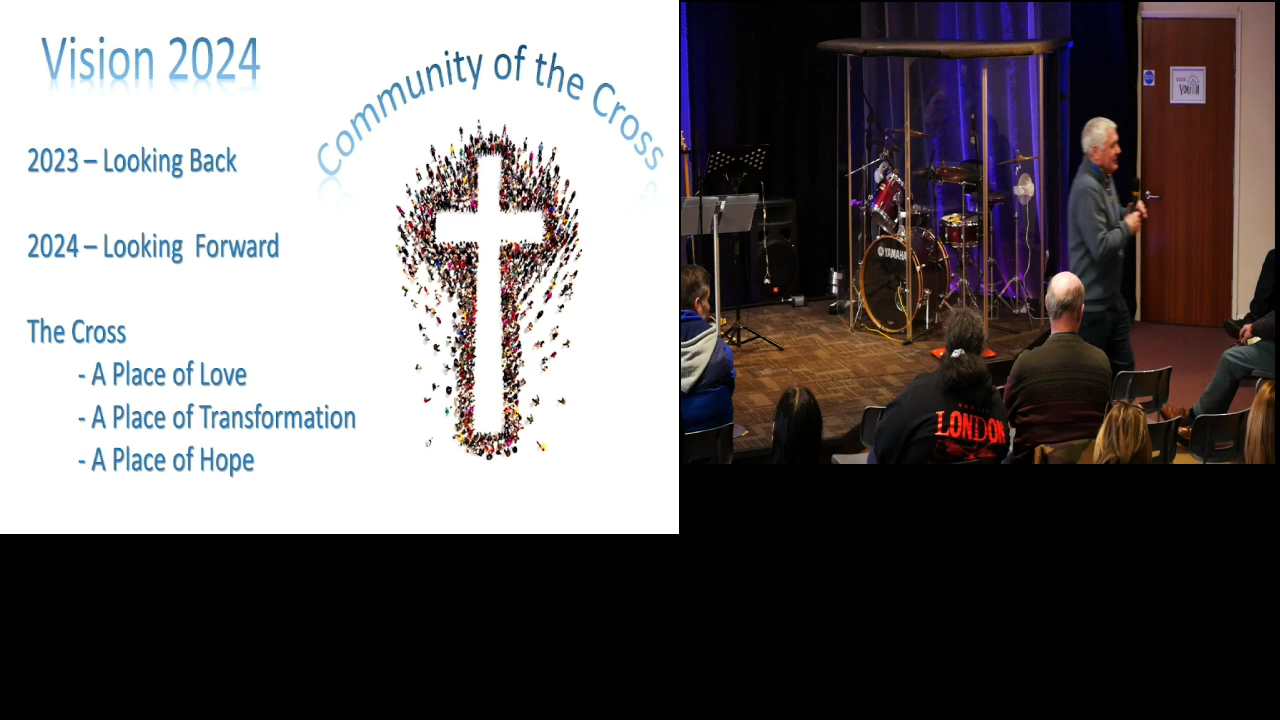 Vision 2024
Community of the Cross
2023 – Looking Back
2024 – Looking Forward
The Cross
- A Place of Love
- A Place of Transformation
- A Place of Hope
YOUTH
YAMAHA
LONDON